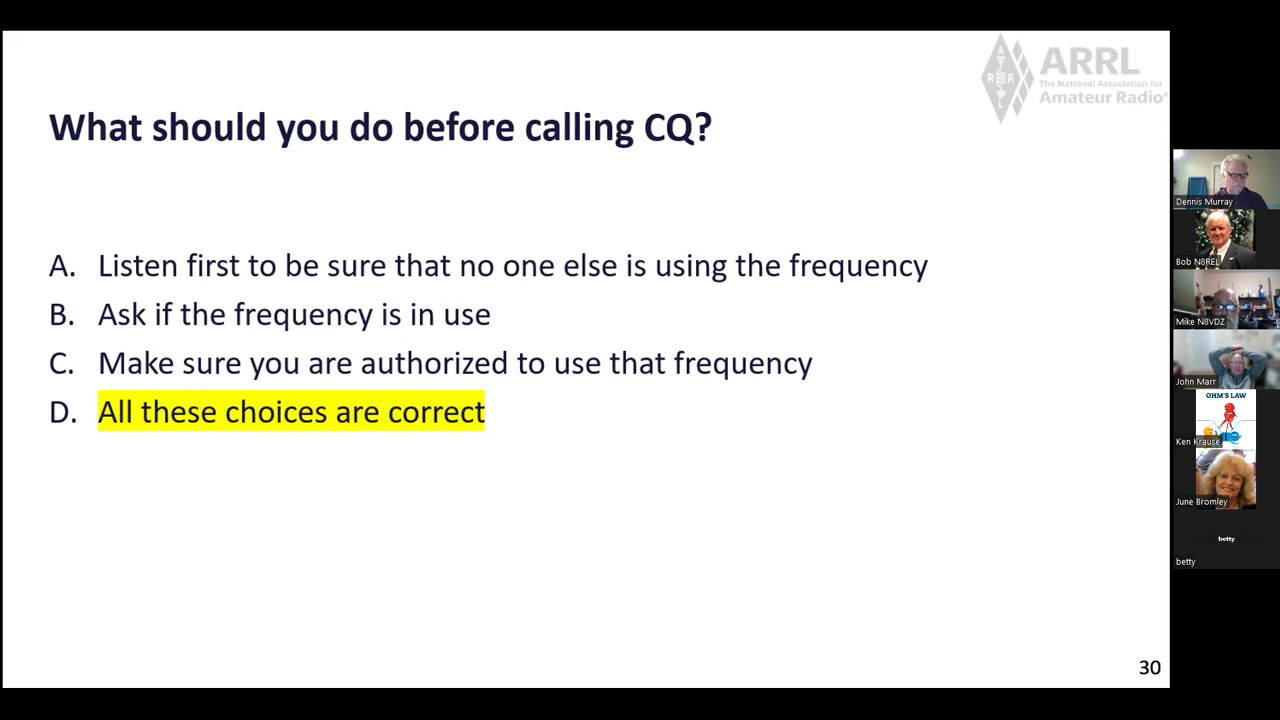 ARRL
The National Association for
Amateur Radio®
What should you do before calling CQ?
A. Listen first to be sure that no one else is using the frequency
B. Ask if the frequency is in use
C. Make sure you are authorized to use that frequency
D. All these choices are correct
30
Dennis Murray
Bob N8REL
Mike N8VDZ
John Marr
OHM'S LAW
Ken Krause
June Bromley
betty
betty